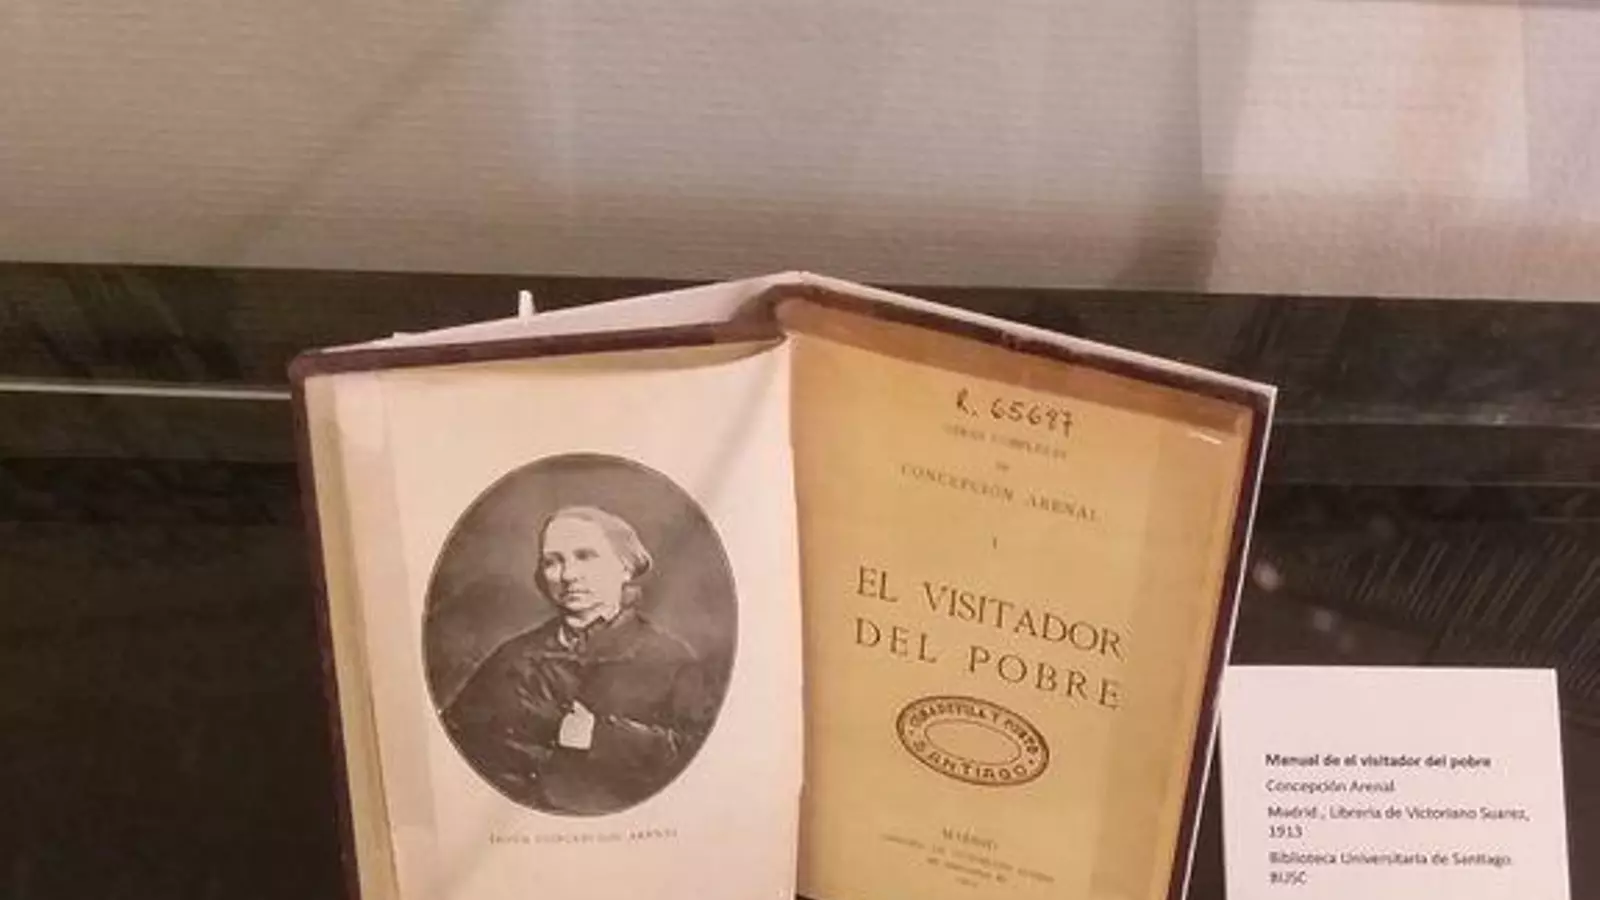 R. 65697
OBRAS COMPLETAS
DE
CONCEPCIÓN ARENAL
I
EL VISITADOR
DEL POBRE
CIMADEVILA Y PORTO
SANTIAGO
MADRID
DOÑA CONCEPCIÓN ARENAL
Manual de el visitador del pobre
Concepción Arenal
Madrid., Librería de Victoriano Suarez,
1913
Biblioteca Universitaria de Santiago.
BUSC